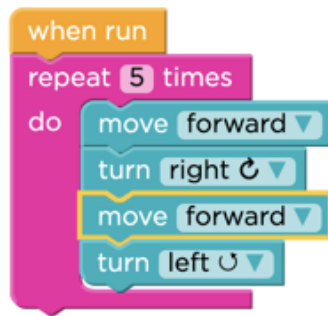 when run
repeat 5 times
do move forward
turn right
move forward
turn left